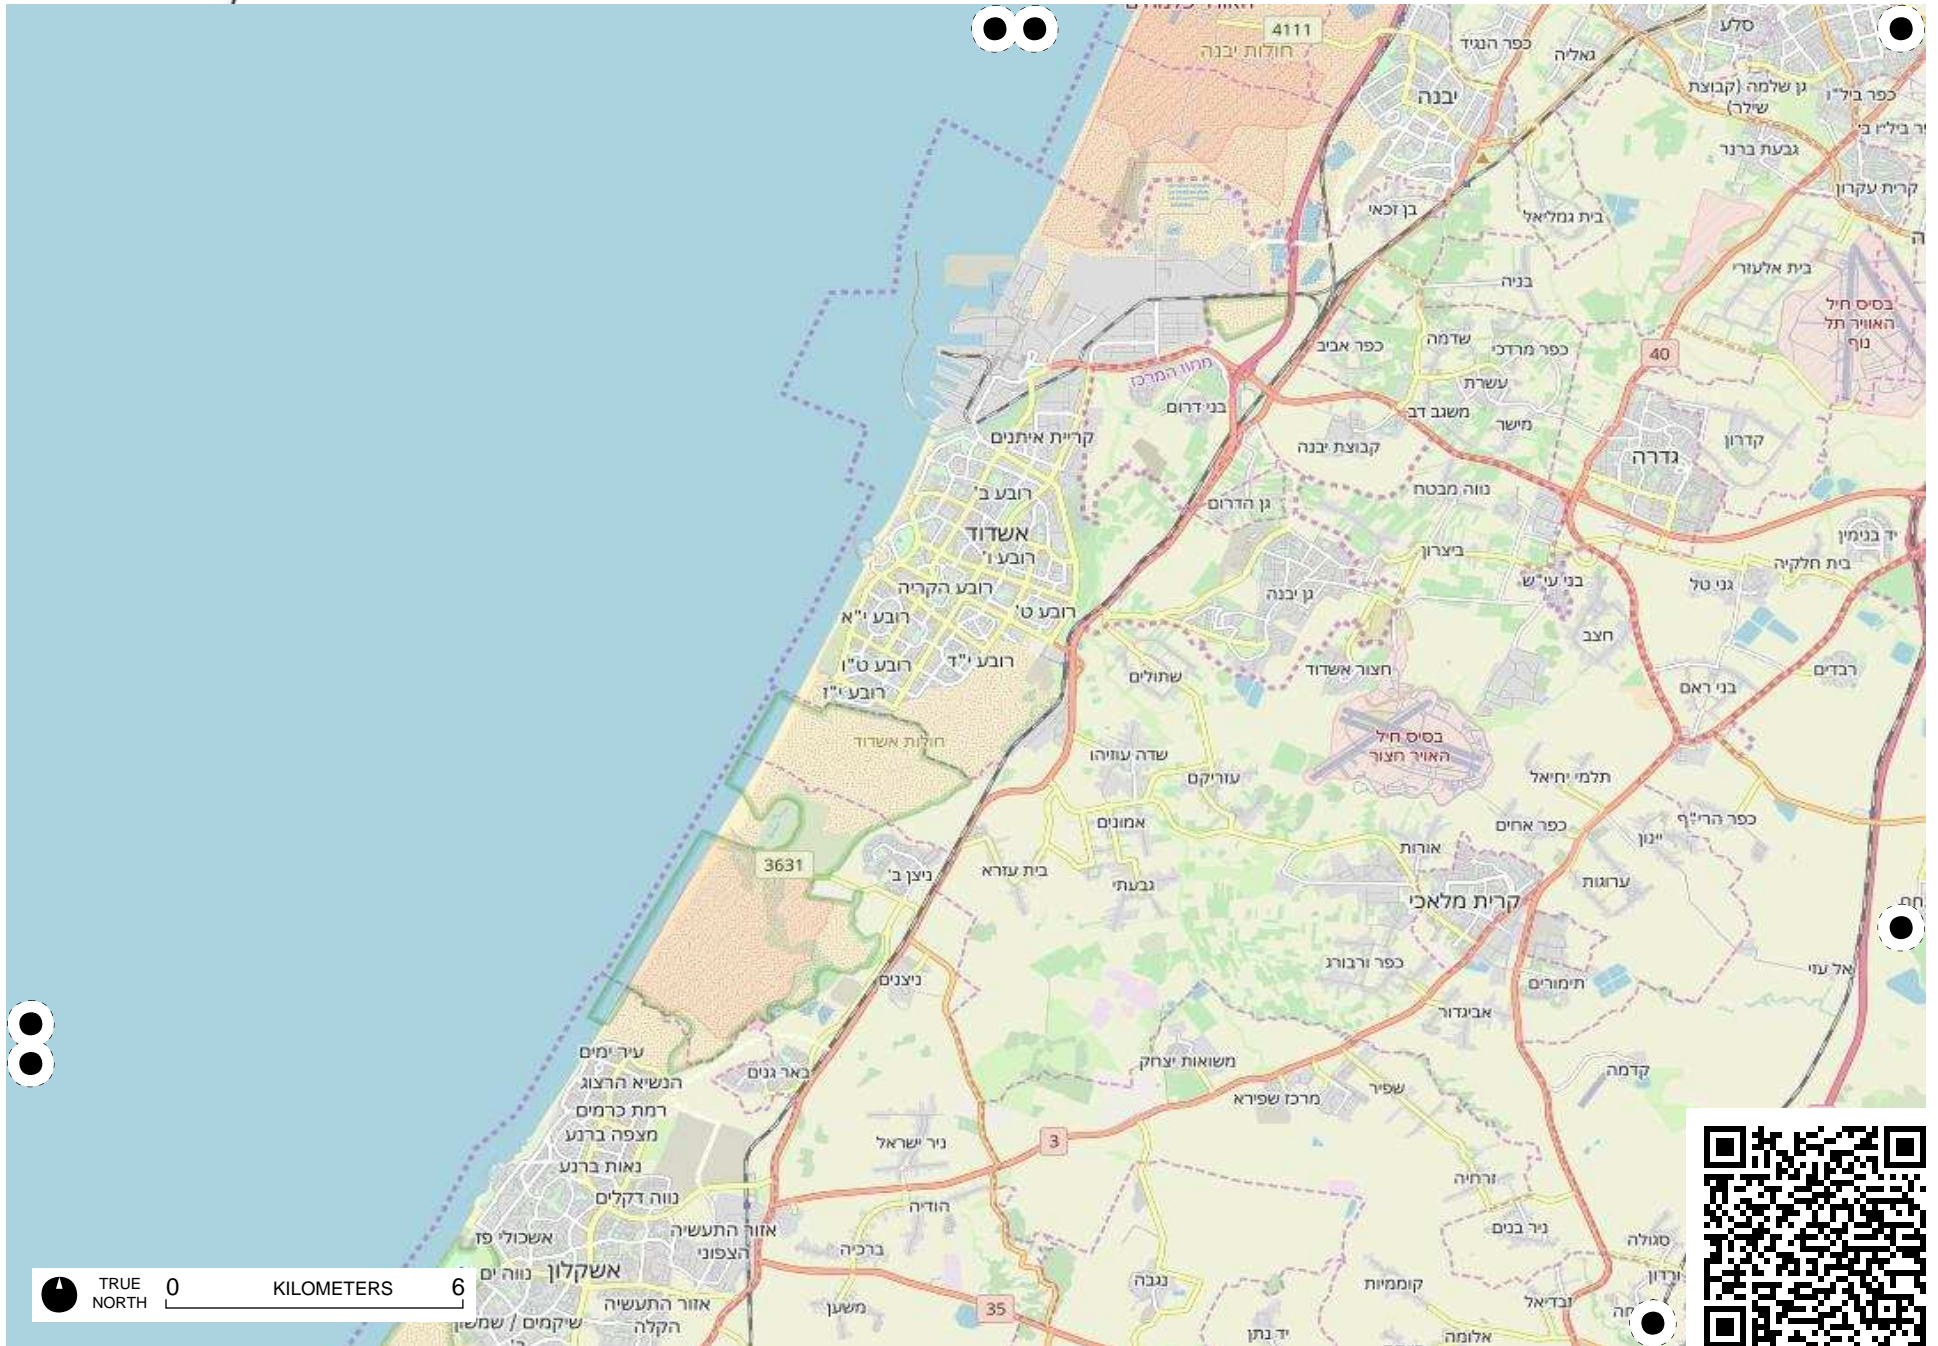 4111
חולות יבנה
כפר הנגיד
גאליה
סלע
יבנה
גן שלמה (קבוצת
שילר)
כפר ביל"ו
גבעת ברנר
קרית עקרון
בן זכאי
בית גמליאל
בניה
בית אלעזרי
בסיס חיל
האוויר תל
נוף
כפר אביב
שדמה
כפר מרדכי
40
עשרת
מחוז המרכז
בני דרום
משגב דב
מישר
קריית איתנים
קבוצת יבנה
קדרון
גדרה
רובע ב'
גן הדרום
נווה מבטח
אשדוד
רובע ו'
ביצרון
יד בנימין
בית חלקיה
רובע הקריה
גן יבנה
בני עי"ש
גני טל
רובע י"א
רובע ט'
חצב
רובע ט"ו
רובע י"ד
שתולים
חצור אשדוד
רבדים
רובע י"ז
בני ראם
חולות אשדוד
בסיס חיל
האויר חצור
שדה עוזיהו
עזריקם
תלמי יחיאל
אמונים
כפר אחים
כפר הרי"ף
ינון
3631
ניצן ב'
בית עזרא
גבעתי
אורות
ערוגות
קרית מלאכי
ניצנים
כפר ורבורג
תימורים
אל עזי
אביגדור
עיר ימים
הנשיא הרצוג
באר גנים
משואות יצחק
שפיר
קדמה
רמת כרמים
מרכז שפירא
מצפה ברנע
ניר ישראל
3
נאות ברנע
נווה דקלים
הודיה
זרחיה
אזור התעשיה
הצפוני
אשכולי פז
ברכיה
ניר בנים
סגולה
נווה ים
אשקלון
נגבה
קוממיות
אזור התעשיה
הקלה
משען
35
זבדיאל
שיקמים / שמשון
יד נתן
אלומה
TRUE
NORTH
0 KILOMETERS 6